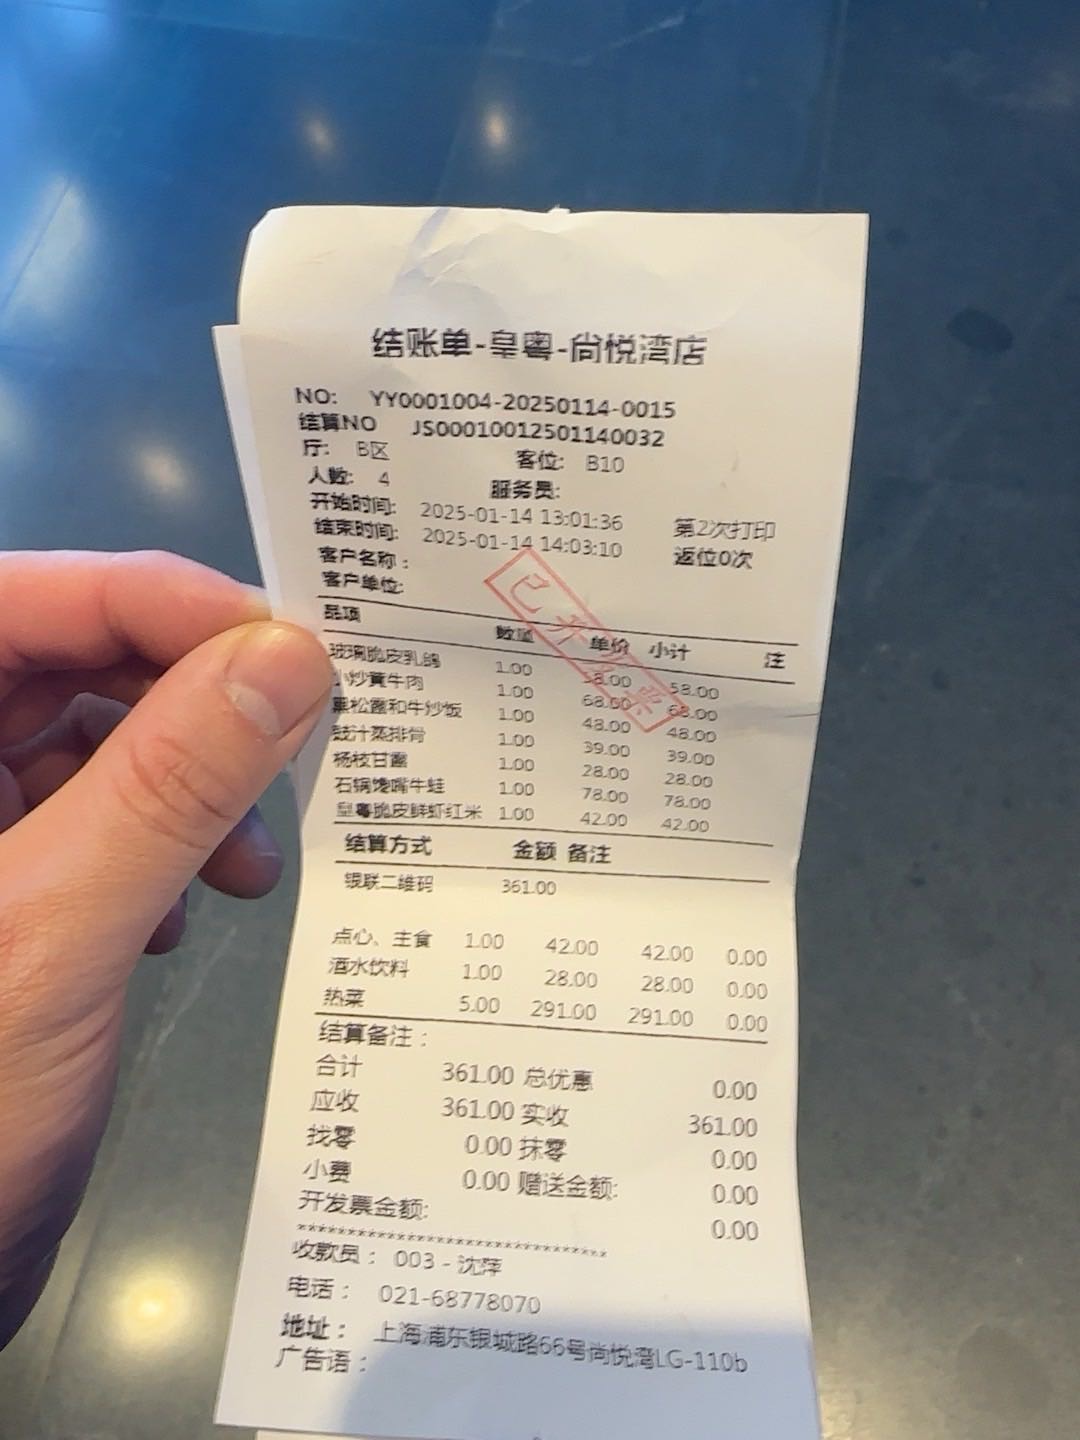 结账单-皇粤-尚悦湾店
NO: YY0001004-20250114-0015
结算NO JS00010012501140032
厅: B区 客位: B10
人数: 4 服务员:
开始时间: 2025-01-14 13:01:36 第2次打印
结束时间: 2025-01-14 14:03:10 返位0次
客户名称:
客户单位:
已开发票
品项 数量 单价 小计 注
玻璃脆皮乳鸽 1.00 58.00 58.00
小炒黄牛肉 1.00 68.00 68.00
黑松露和牛炒饭 1.00 48.00 48.00
豉汁蒸排骨 1.00 39.00 39.00
杨枝甘露 1.00 28.00 28.00
石锅馋嘴牛蛙 1.00 78.00 78.00
皇粤脆皮鲜虾红米 1.00 42.00 42.00
结算方式 金额 备注
银联二维码 361.00
点心、主食 1.00 42.00 42.00 0.00
酒水饮料 1.00 28.00 28.00 0.00
热菜 5.00 291.00 291.00 0.00
结算备注:
合计 361.00 总优惠 0.00
应收 361.00 实收 361.00
找零 0.00 抹零 0.00
小费 0.00 赠送金额: 0.00
开发票金额: 0.00
******************************
收款员: 003 - 沈萍
电话: 021-68778070
地址: 上海浦东银城路66号尚悦湾LG-110b
广告语: